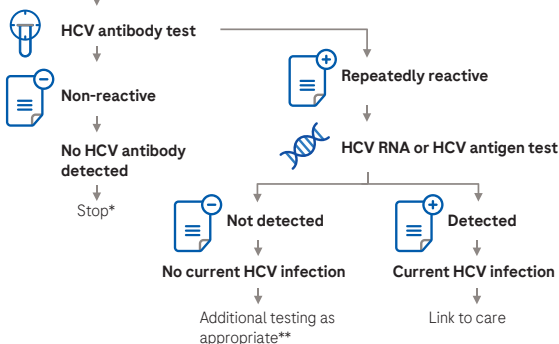 HCV antibody test
Repeatedly reactive
Non-reactive
HCV RNA or HCV antigen test
No HCV antibody
detected
Stop*
Not detected
Detected
No current HCV infection
Current HCV infection
Additional testing as
appropriate**
Link to care